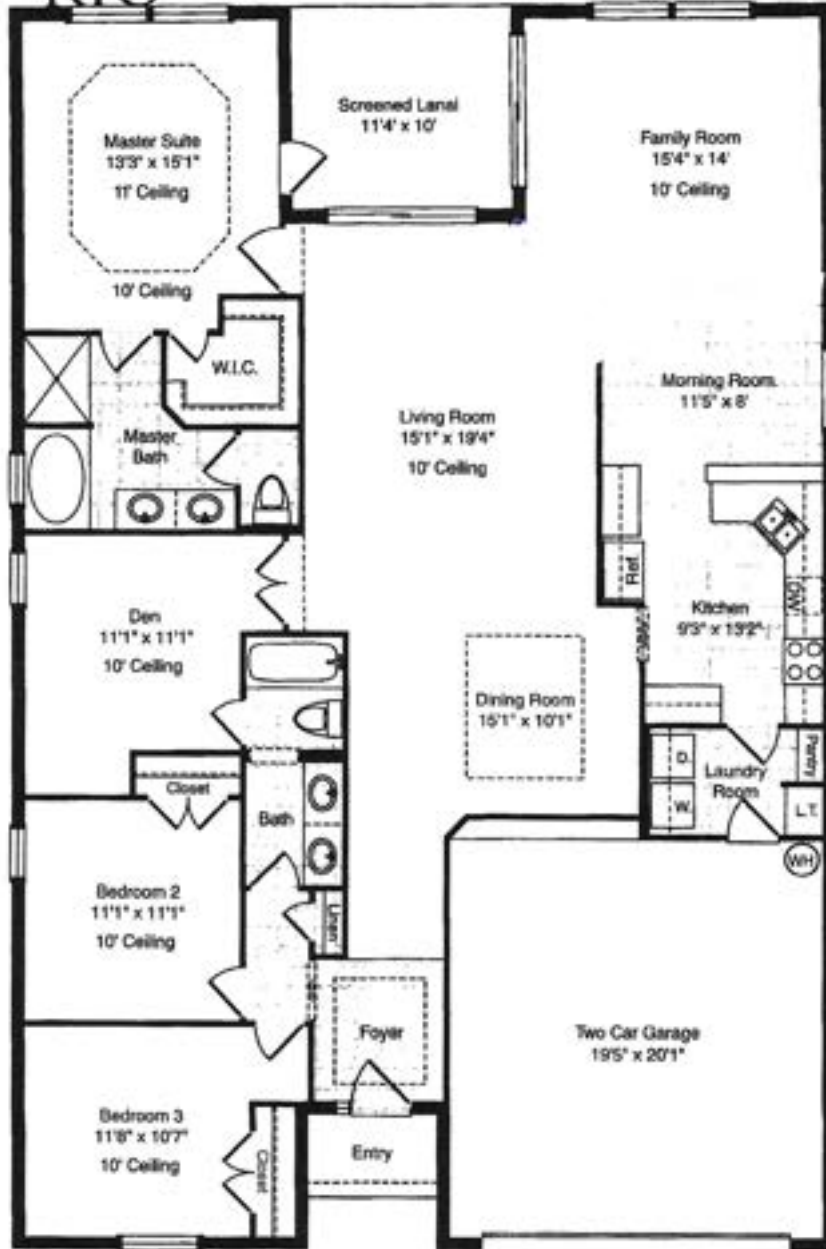 Master Suite
13'3" x 15'1"
11' Ceiling
10' Ceiling
Screened Lanai
11'4' x 10'
Family Room
15'4" x 14'
10' Ceiling
W.I.C.
Master
Bath
Living Room
15'1" x 19'4"
10' Ceiling
Morning Room
11'5" x 8'
Ref.
DW.
Kitchen
9'3" x 13'2"
Den
11'1" x 11'1"
10' Ceiling
Dining Room
15'1" x 10'1"
Closet
Bath
D.
W.
Laundry
Room
Pantry
L.T.
WH
Bedroom 2
11'1" x 11'1"
10' Ceiling
Linen
Foyer
Two Car Garage
19'5" x 20'1"
Bedroom 3
11'8" x 10'7"
10' Ceiling
Closet
Entry